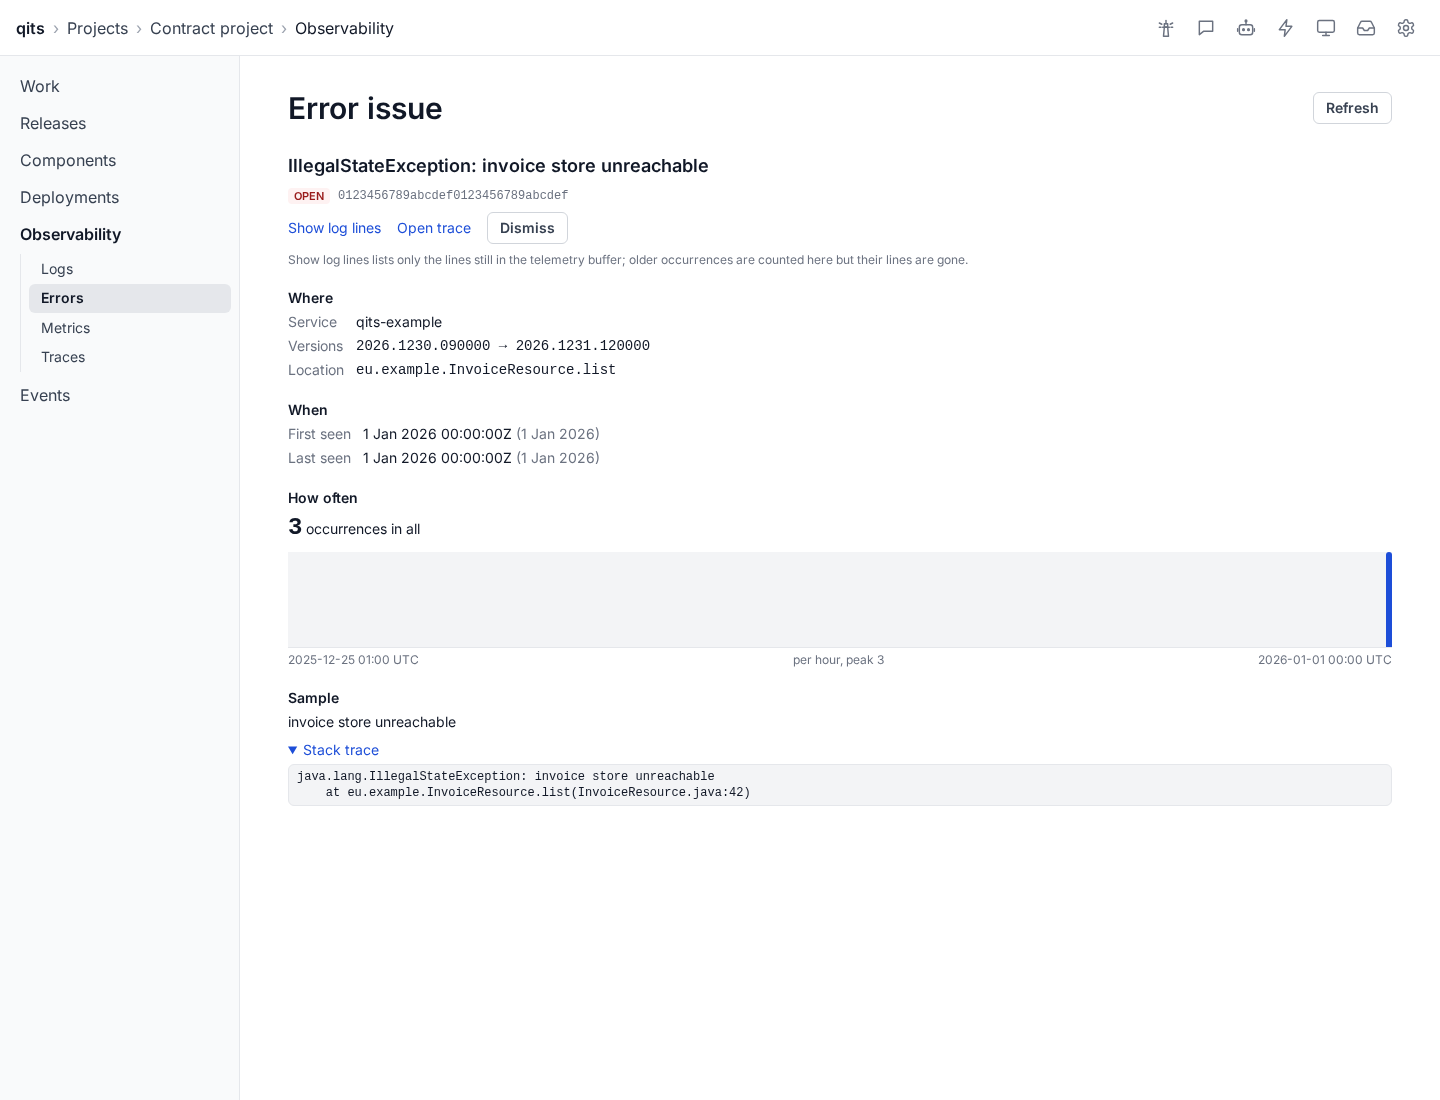 qits › Projects › Contract project › Observability
Work
Releases
Components
Deployments
Observability
Logs
Errors
Metrics
Traces
Events
Error issue
Refresh
IllegalStateException: invoice store unreachable
OPEN 0123456789abcdef0123456789abcdef
Show log lines Open trace Dismiss
Show log lines lists only the lines still in the telemetry buffer; older occurrences are counted here but their lines are gone.
Where
Service qits-example
Versions 2026.1230.090000 → 2026.1231.120000
Location eu.example.InvoiceResource.list
When
First seen 1 Jan 2026 00:00:00Z (1 Jan 2026)
Last seen 1 Jan 2026 00:00:00Z (1 Jan 2026)
How often
3 occurrences in all
2025-12-25 01:00 UTC per hour, peak 3 2026-01-01 00:00 UTC
Sample
invoice store unreachable
▼ Stack trace
java.lang.IllegalStateException: invoice store unreachable
    at eu.example.InvoiceResource.list(InvoiceResource.java:42)